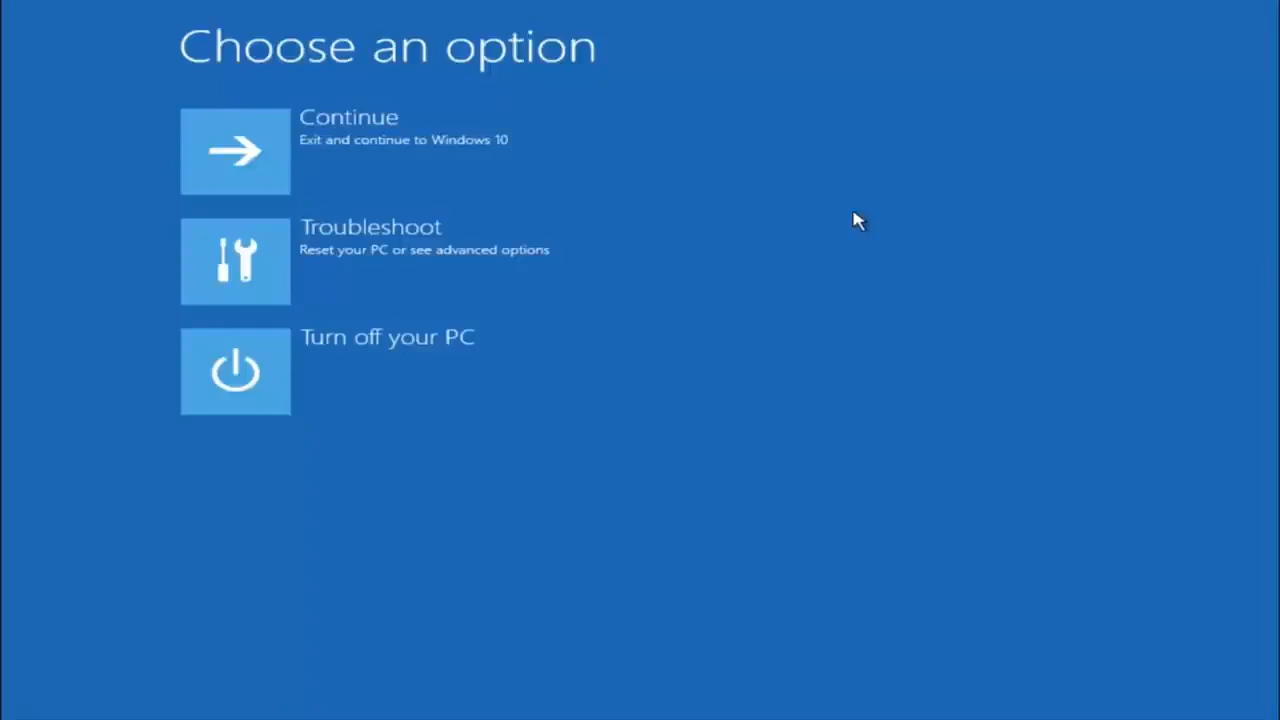 Choose an option
Continue
Exit and continue to Windows 10
Troubleshoot
Reset your PC or see advanced options
Turn off your PC